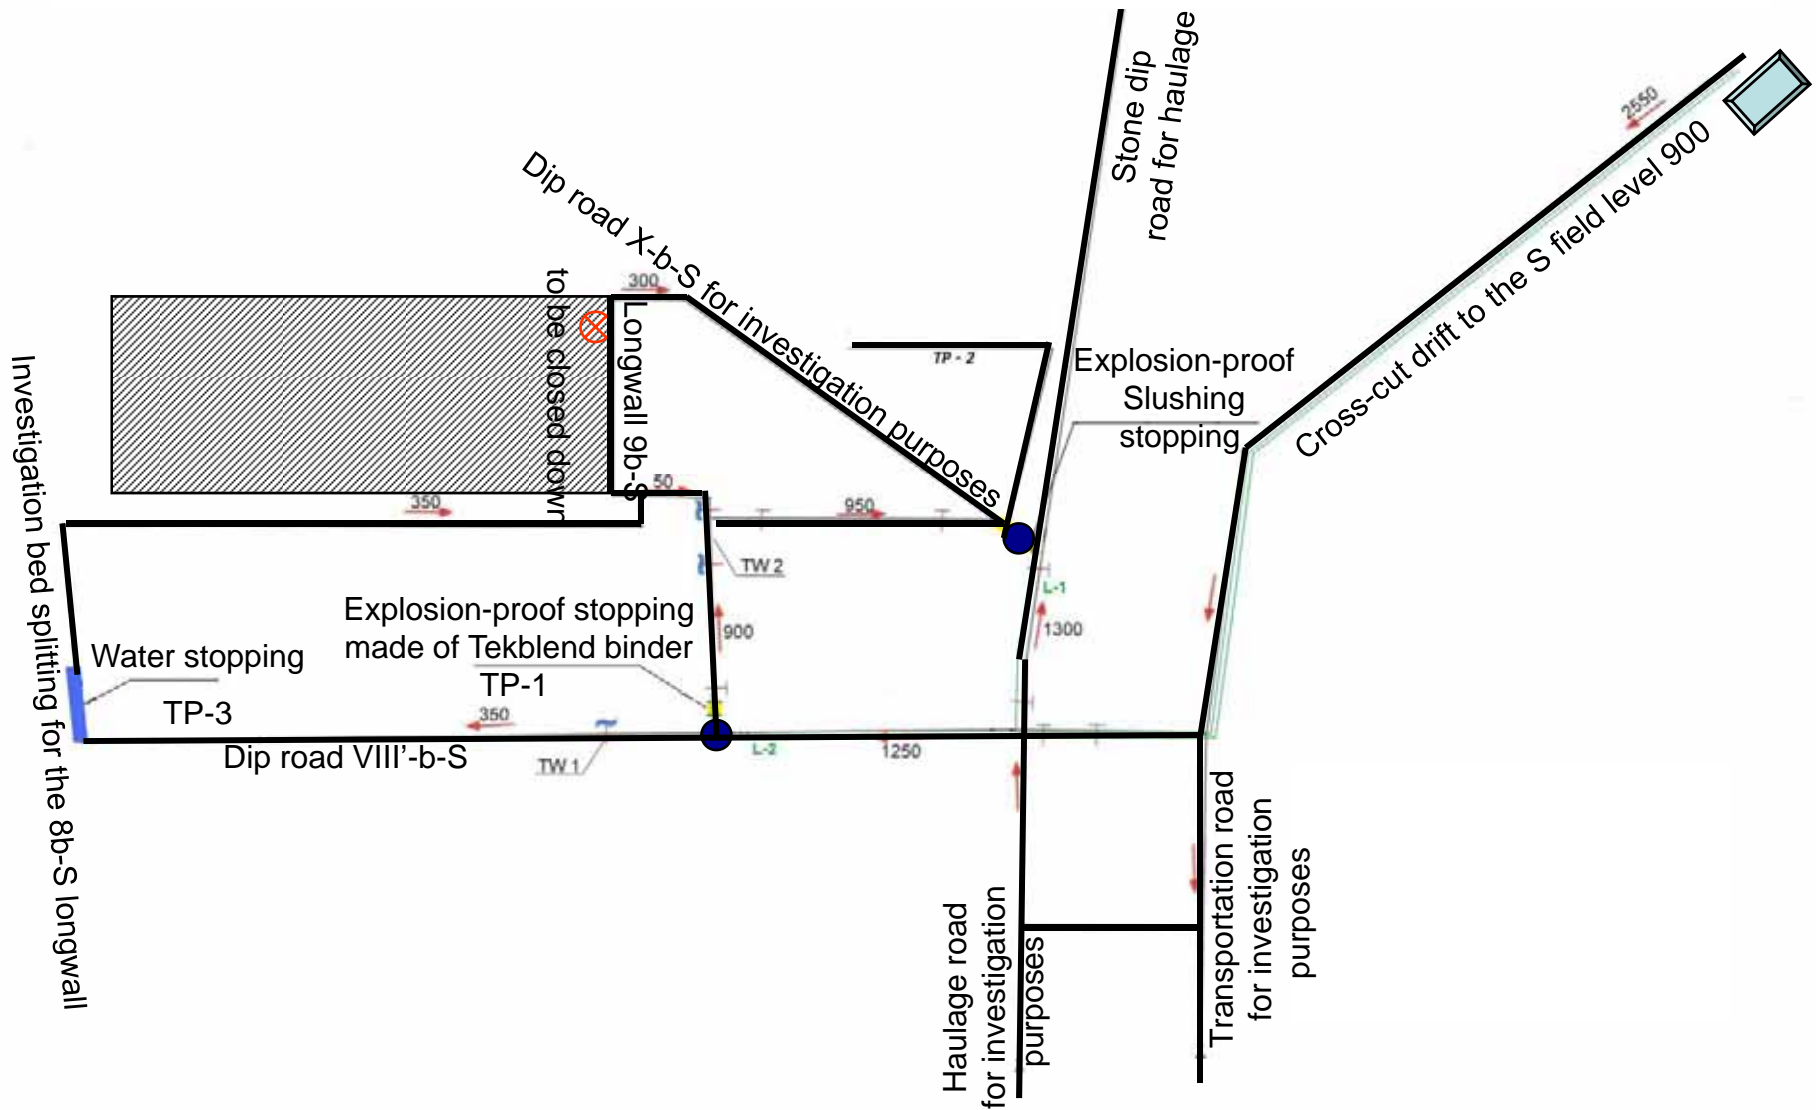 Stone dip
road for haulage
2550
Cross-cut drift to the S field level 900
Dip road X-b-S for investigation purposes
300
Longwall 9b-S
to be closed down
TP - 2
Explosion-proof
Slushing
stopping
50
350
950
TW 2
L-1
1300
900
Investigation bed splitting for the 8b-S longwall
Explosion-proof stopping
made of Tekblend binder
TP-1
Water stopping
TP-3
350
Dip road VIII'-b-S
TW 1
L-2
1250
Haulage road
for investigation
purposes
Transportation road
for investigation
purposes